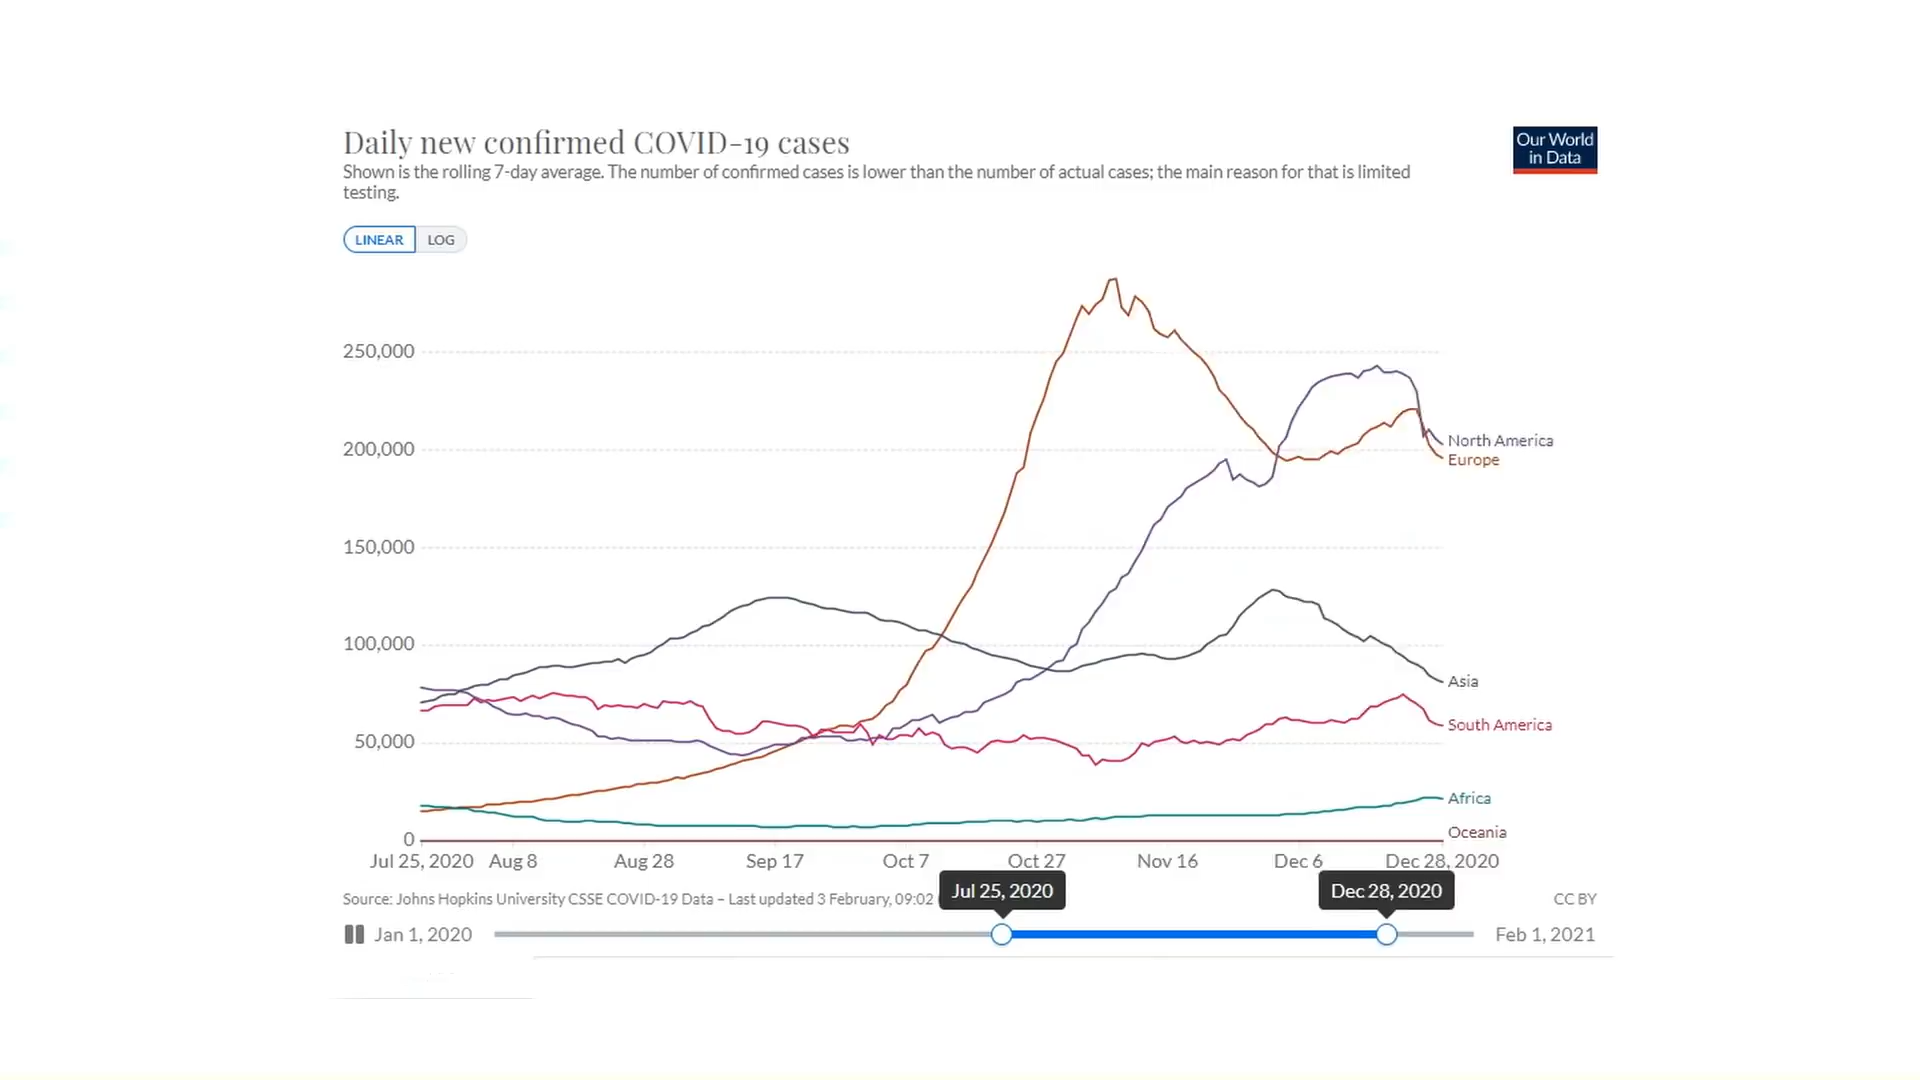 Daily new confirmed COVID-19 cases
Our World
in Data
Shown is the rolling 7-day average. The number of confirmed cases is lower than the number of actual cases; the main reason for that is limited
testing.
LINEAR LOG
250,000
200,000
150,000
100,000
50,000
0
North America
Europe
Asia
South America
Africa
Oceania
Jul 25, 2020 Aug 8 Aug 28 Sep 17 Oct 7 Oct 27 Nov 16 Dec 6 Dec 28, 2020
Jul 25, 2020 Dec 28, 2020
Source: Johns Hopkins University CSSE COVID-19 Data – Last updated 3 February, 09:02 CC BY
Jan 1, 2020 Feb 1, 2021